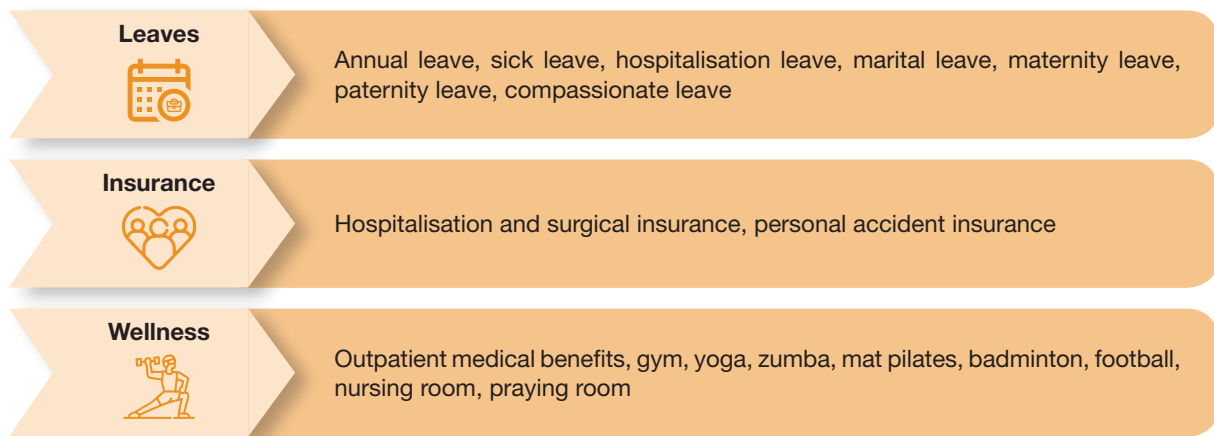 Leaves
Annual leave, sick leave, hospitalisation leave, marital leave, maternity leave,
paternity leave, compassionate leave
Insurance
Hospitalisation and surgical insurance, personal accident insurance
Wellness
Outpatient medical benefits, gym, yoga, zumba, mat pilates, badminton, football,
nursing room, praying room